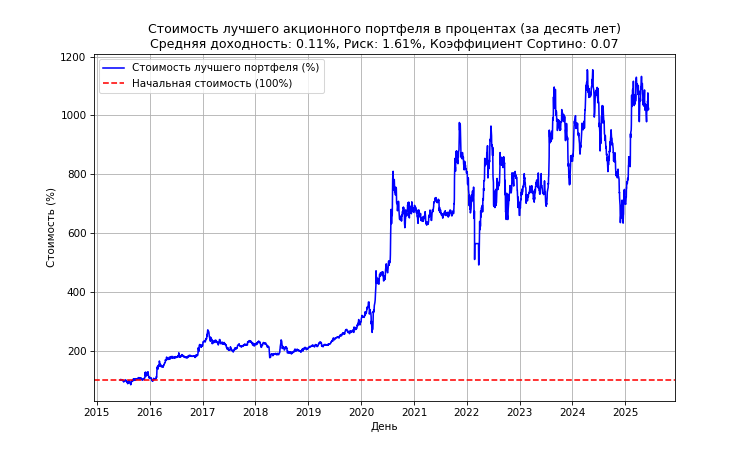 Стоимость лучшего акционного портфеля в процентах (за десять лет)
Средняя доходность: 0.11%, Риск: 1.61%, Коэффициент Сортино: 0.07
Стоимость лучшего портфеля (%)
Начальная стоимость (100%)
Стоимость (%)
1200
1000
800
600
400
200
2015 2016 2017 2018 2019 2020 2021 2022 2023 2024 2025
День